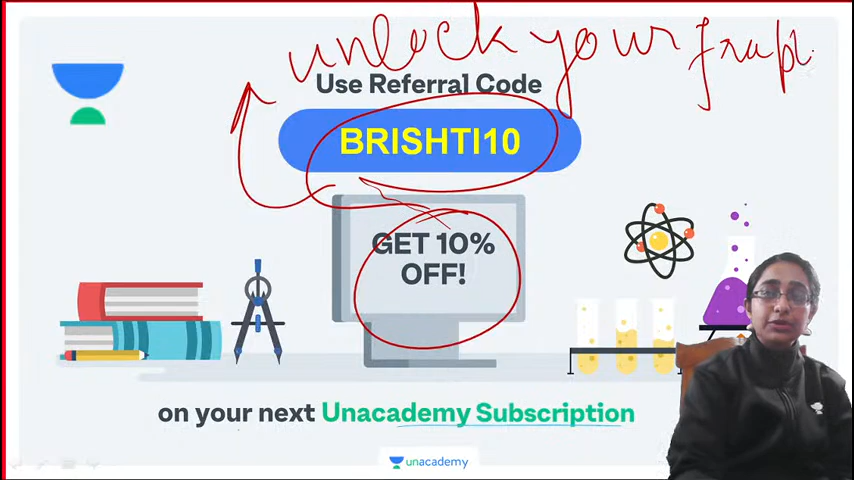 unlock your
Use Referral Code
BRISHTI10
GET 10%
OFF!
on your next Unacademy Subscription
unacademy